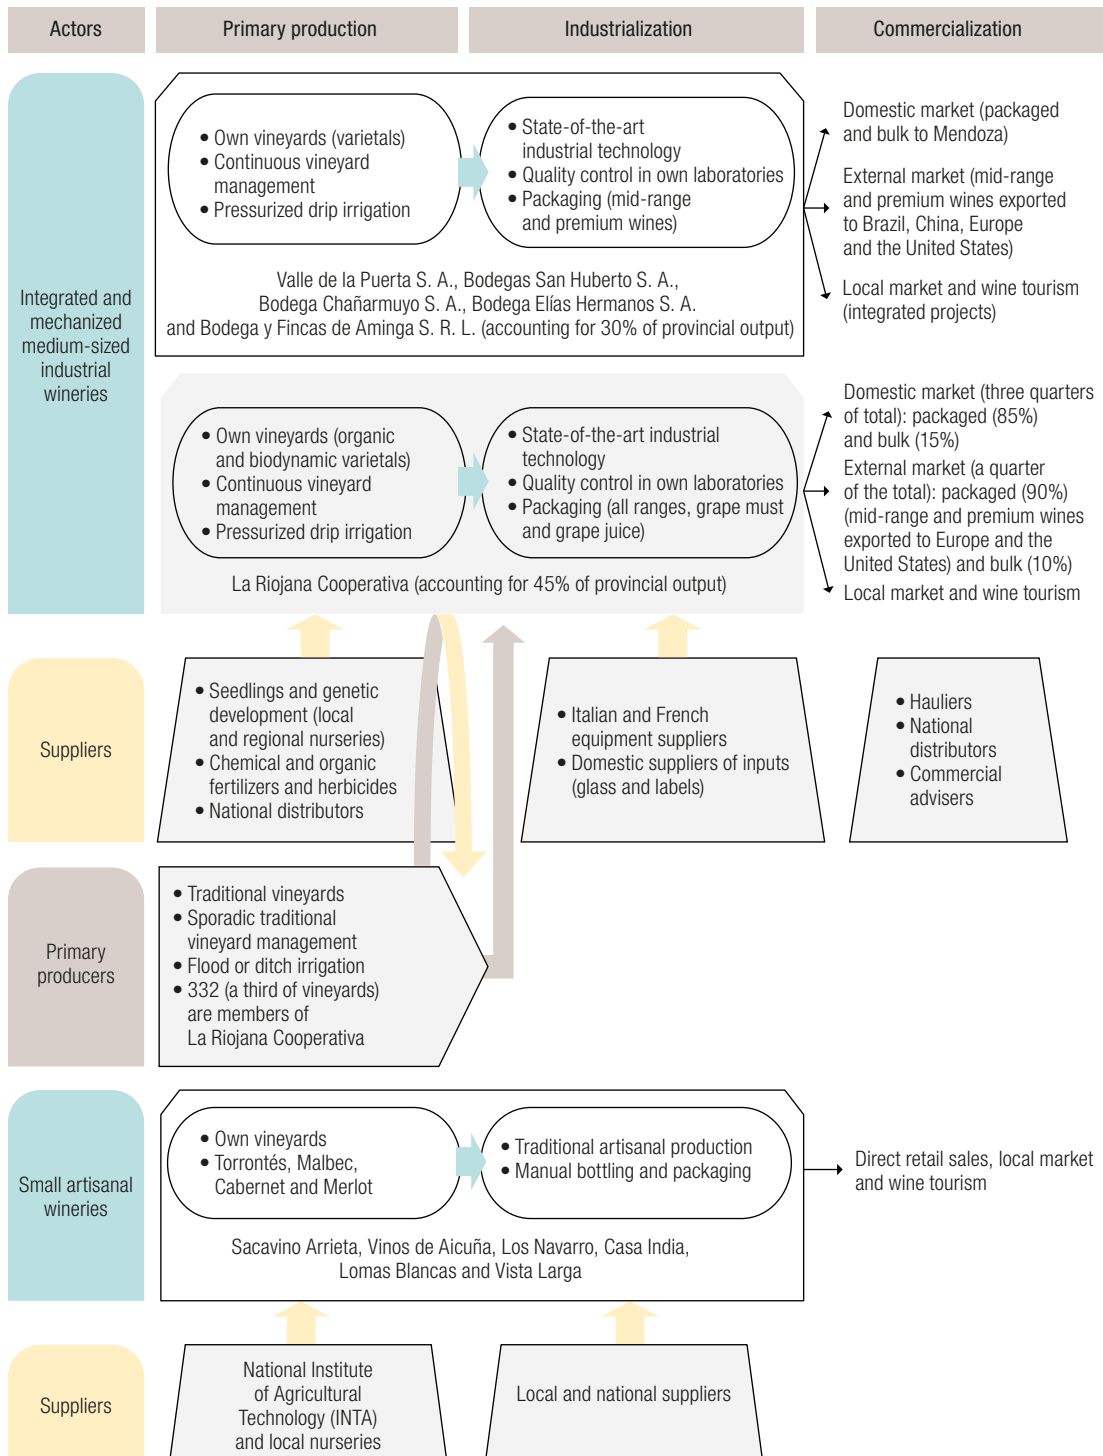 Actors
Primary production
Industrialization
Commercialization
Integrated and
mechanized
medium-sized
industrial
wineries
• Own vineyards (varietals)
• Continuous vineyard
management
• Pressurized drip irrigation
• State-of-the-art
industrial technology
• Quality control in own laboratories
• Packaging (mid-range
and premium wines)
Valle de la Puerta S. A., Bodegas San Huberto S. A.,
Bodega Chañarmuyo S. A., Bodega Elías Hermanos S. A.
and Bodega y Fincas de Aminga S. R. L. (accounting for 30% of provincial output)
Domestic market (packaged
and bulk to Mendoza)
External market (mid-range
and premium wines exported
to Brazil, China, Europe
and the United States)
Local market and wine tourism
(integrated projects)
• Own vineyards (organic
and biodynamic varietals)
• Continuous vineyard
management
• Pressurized drip irrigation
• State-of-the-art industrial
technology
• Quality control in own laboratories
• Packaging (all ranges, grape must
and grape juice)
La Riojana Cooperativa (accounting for 45% of provincial output)
Domestic market (three quarters
of total): packaged (85%)
and bulk (15%)
External market (a quarter
of the total): packaged (90%)
(mid-range and premium wines
exported to Europe and the
United States) and bulk (10%)
Local market and wine tourism
Suppliers
• Seedlings and genetic
development (local
and regional nurseries)
• Chemical and organic
fertilizers and herbicides
• National distributors
• Italian and French
equipment suppliers
• Domestic suppliers of inputs
(glass and labels)
• Hauliers
• National
distributors
• Commercial
advisers
Primary
producers
• Traditional vineyards
• Sporadic traditional
vineyard management
• Flood or ditch irrigation
• 332 (a third of vineyards)
are members of
La Riojana Cooperativa
Small artisanal
wineries
• Own vineyards
• Torrontés, Malbec,
Cabernet and Merlot
• Traditional artisanal production
• Manual bottling and packaging
Sacavino Arrieta, Vinos de Aicuña, Los Navarro, Casa India,
Lomas Blancas and Vista Larga
Direct retail sales, local market
and wine tourism
Suppliers
National Institute
of Agricultural
Technology (INTA)
and local nurseries
Local and national suppliers